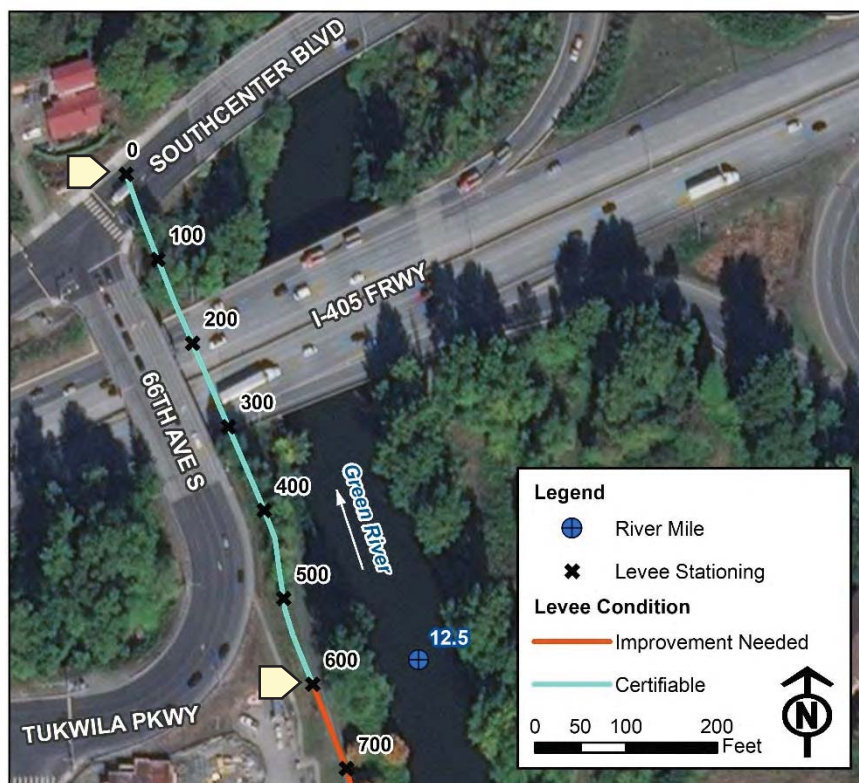 SOUTHCENTER BLVD
0
100
I-405 FRWY
200
300
66TH AVE S
400
Green River
500
12.5
600
TUKWILA PKWY
700
Legend
River Mile
Levee Stationing
Levee Condition
Improvement Needed
Certifiable
N
0 50 100 200
Feet